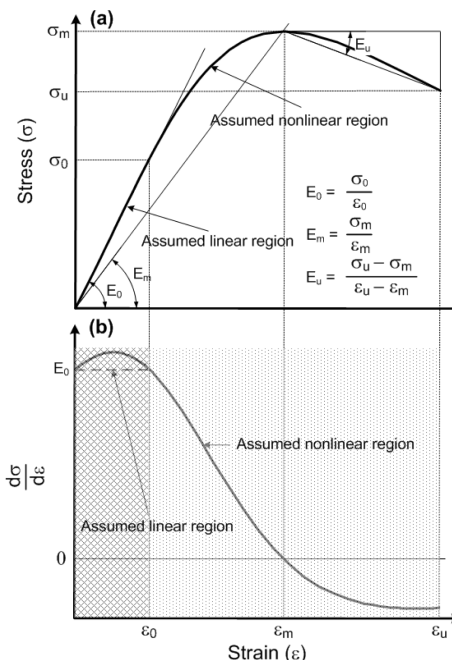 (a)
σm
σu
σ0
Stress (σ)
Eu
Assumed nonlinear region
Assumed linear region
Em
E0
E0 = σ0 / ε0
Em = σm / εm
Eu = σu − σm / εu − εm
(b)
E0
dσ/dε
Assumed nonlinear region
Assumed linear region
0
ε0
εm
εu
Strain (ε)